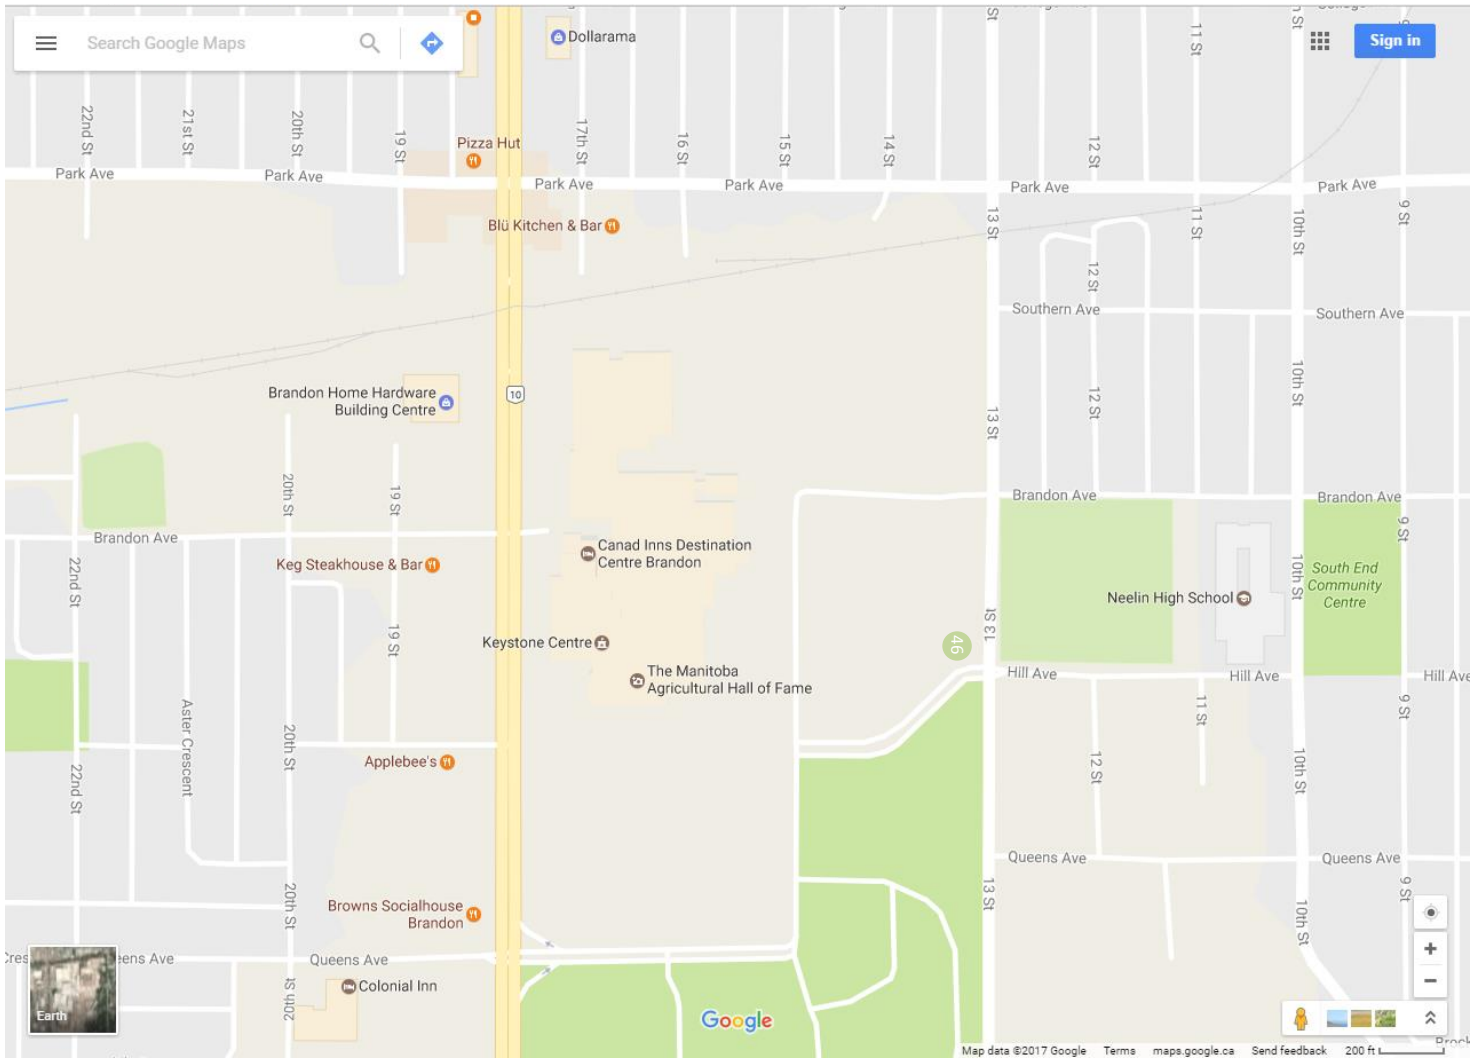 Search Google Maps
Dollarama
Sign in
St
10 St
9 St
11 St
22nd St
21st St
20th St
19 St
Pizza Hut
17th St
16 St
15 St
14 St
12 St
Park Ave
Park Ave
Park Ave
Park Ave
Park Ave
Park Ave
Blü Kitchen & Bar
13 St
11 St
10th St
9 St
12 St
Southern Ave
Southern Ave
Brandon Home Hardware
Building Centre
10
13 St
12 St
10th St
20th St
19 St
Brandon Ave
Brandon Ave
Brandon Ave
9 St
Canad Inns Destination
Centre Brandon
Keg Steakhouse & Bar
22nd St
10th St
South End
Community
Centre
Neelin High School
19 St
Keystone Centre
13 St
46
The Manitoba
Agricultural Hall of Fame
Hill Ave
Hill Ave
Hill Ave
Aster Crescent
20th St
11 St
9 St
22nd St
Applebee's
12 St
10th St
Queens Ave
Queens Ave
Browns Socialhouse
Brandon
20th St
13 St
9 St
10th St
Cres
eens Ave
Queens Ave
Colonial Inn
20th St
Earth
Google
Map data ©2017 Google Terms maps.google.ca Send feedback 200 ft